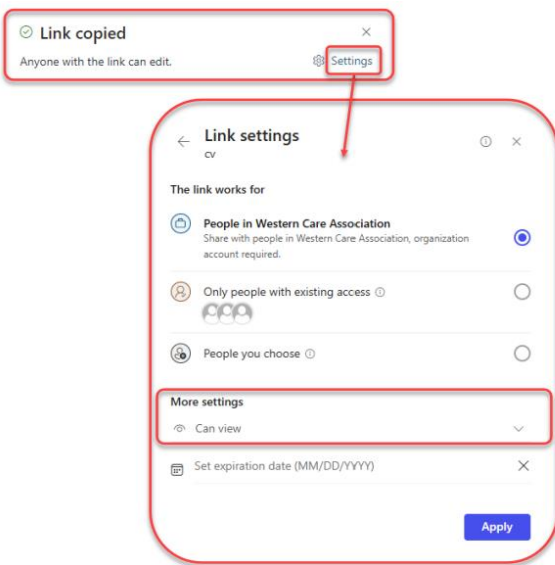 Link copied
Anyone with the link can edit.
Settings
Link settings
cv
The link works for
People in Western Care Association
Share with people in Western Care Association, organization
account required.
Only people with existing access
People you choose
More settings
Can view
Set expiration date (MM/DD/YYYY)
Apply